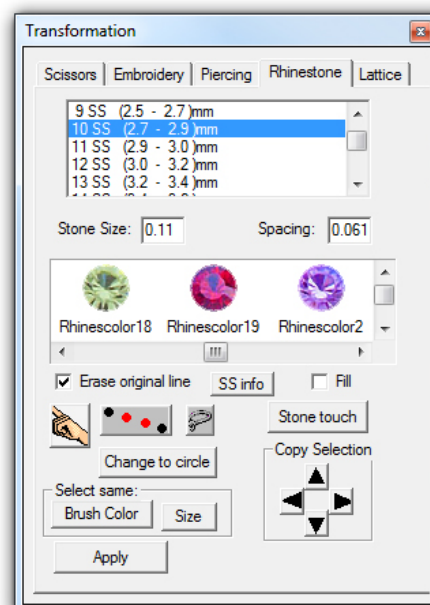 Transformation
Scissors Embroidery Piercing Rhinestone Lattice
9 SS (2.5 - 2.7 )mm
10 SS (2.7 - 2.9 )mm
11 SS (2.9 - 3.0 )mm
12 SS (3.0 - 3.2 )mm
13 SS (3.2 - 3.4 )mm
Stone Size: 0.11 Spacing: 0.061
Rhinescolor18 Rhinescolor19 Rhinescolor2
Erase original line SS info Fill
Stone touch
Change to circle
Copy Selection
Select same:
Brush Color Size
Apply